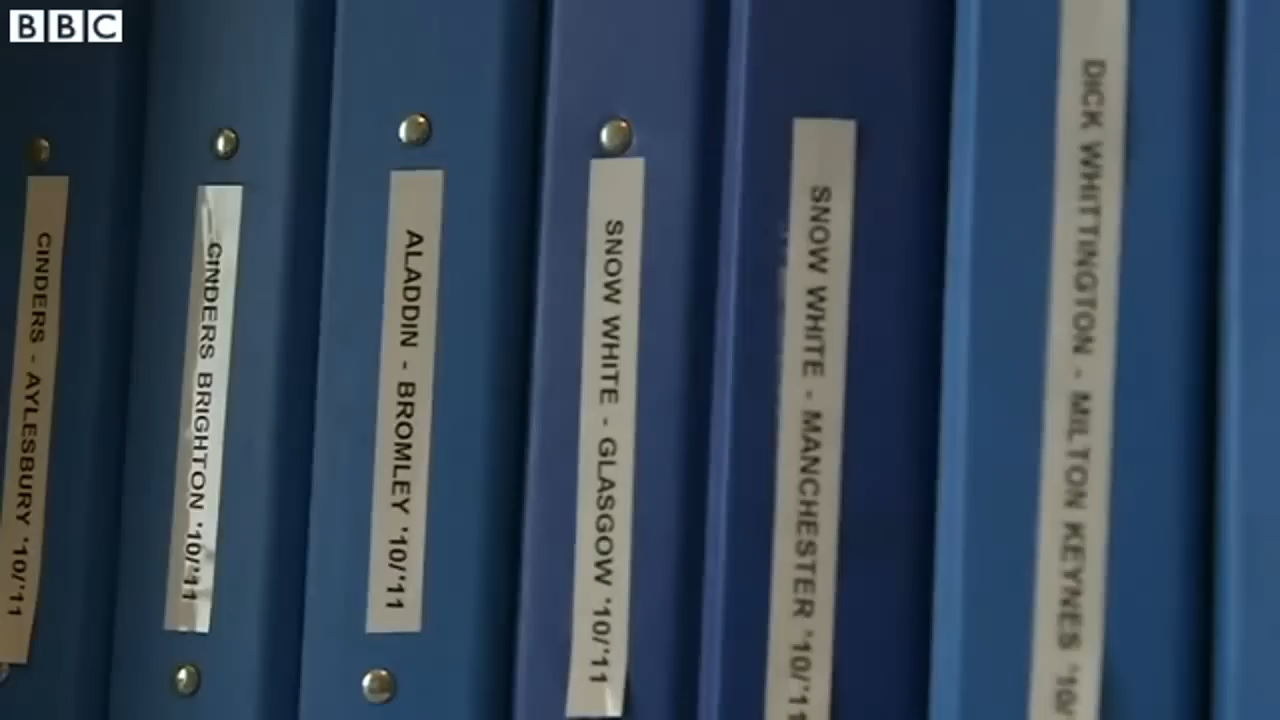 BBC
CINDERS - AYLESBURY '10/'11
CINDERS BRIGHTON '10/'11
ALADDIN - BROMLEY '10/'11
SNOW WHITE - GLASGOW '10/'11
SNOW WHITE - MANCHESTER '10/'11
DICK WHITTINGTON - MILTON KEYNES '10/